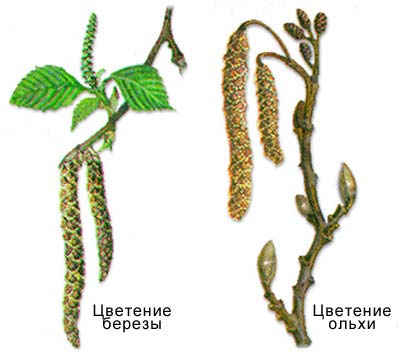 Цветение
березы
Цветение
ольхи